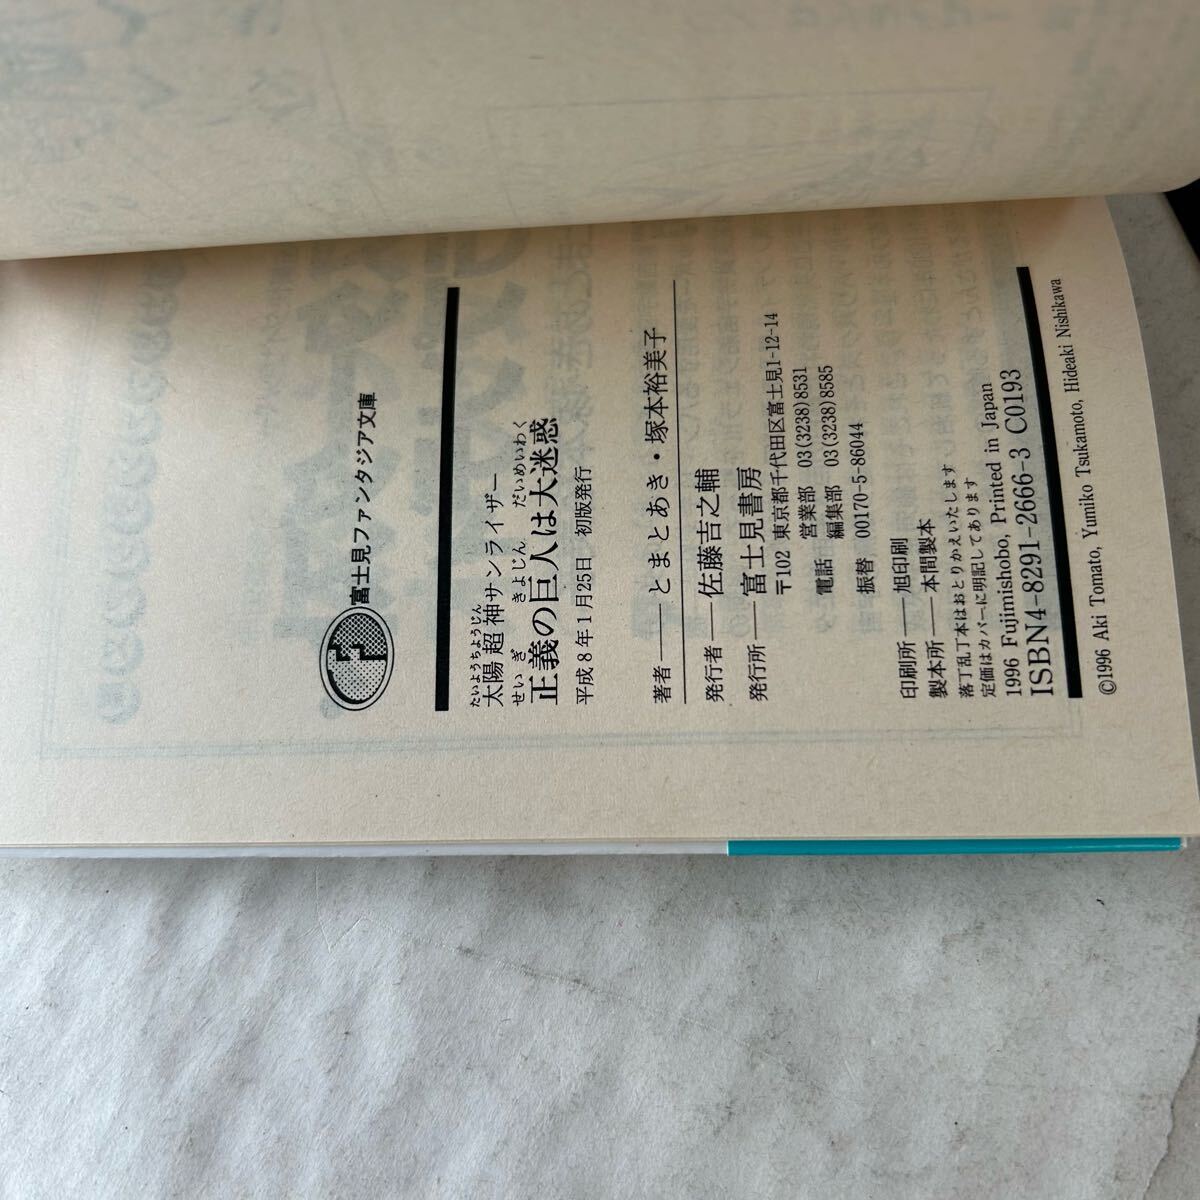 富士見ファンタジア文庫
たいようちょうじん
太陽超神サンライザー
せいぎ きょじん だいめいわく
正義の巨人は大迷惑
平成8年1月25日 初版発行
著者――とまとあき・塚本裕美子
発行者――佐藤吉之輔
発行所――富士見書房
〒102 東京都千代田区富士見1-12-14
電話 営業部 03(3238)8531
編集部 03(3238)8585
振替 00170-5-86044
印刷所――旭印刷
製本所――本間製本
落丁乱丁本はおとりかえいたします
定価はカバーに明記してあります
1996 Fujimishobo, Printed in Japan
ISBN4-8291-2666-3 C0193
©1996 Aki Tomato, Yumiko Tsukamoto, Hideaki Nishikawa